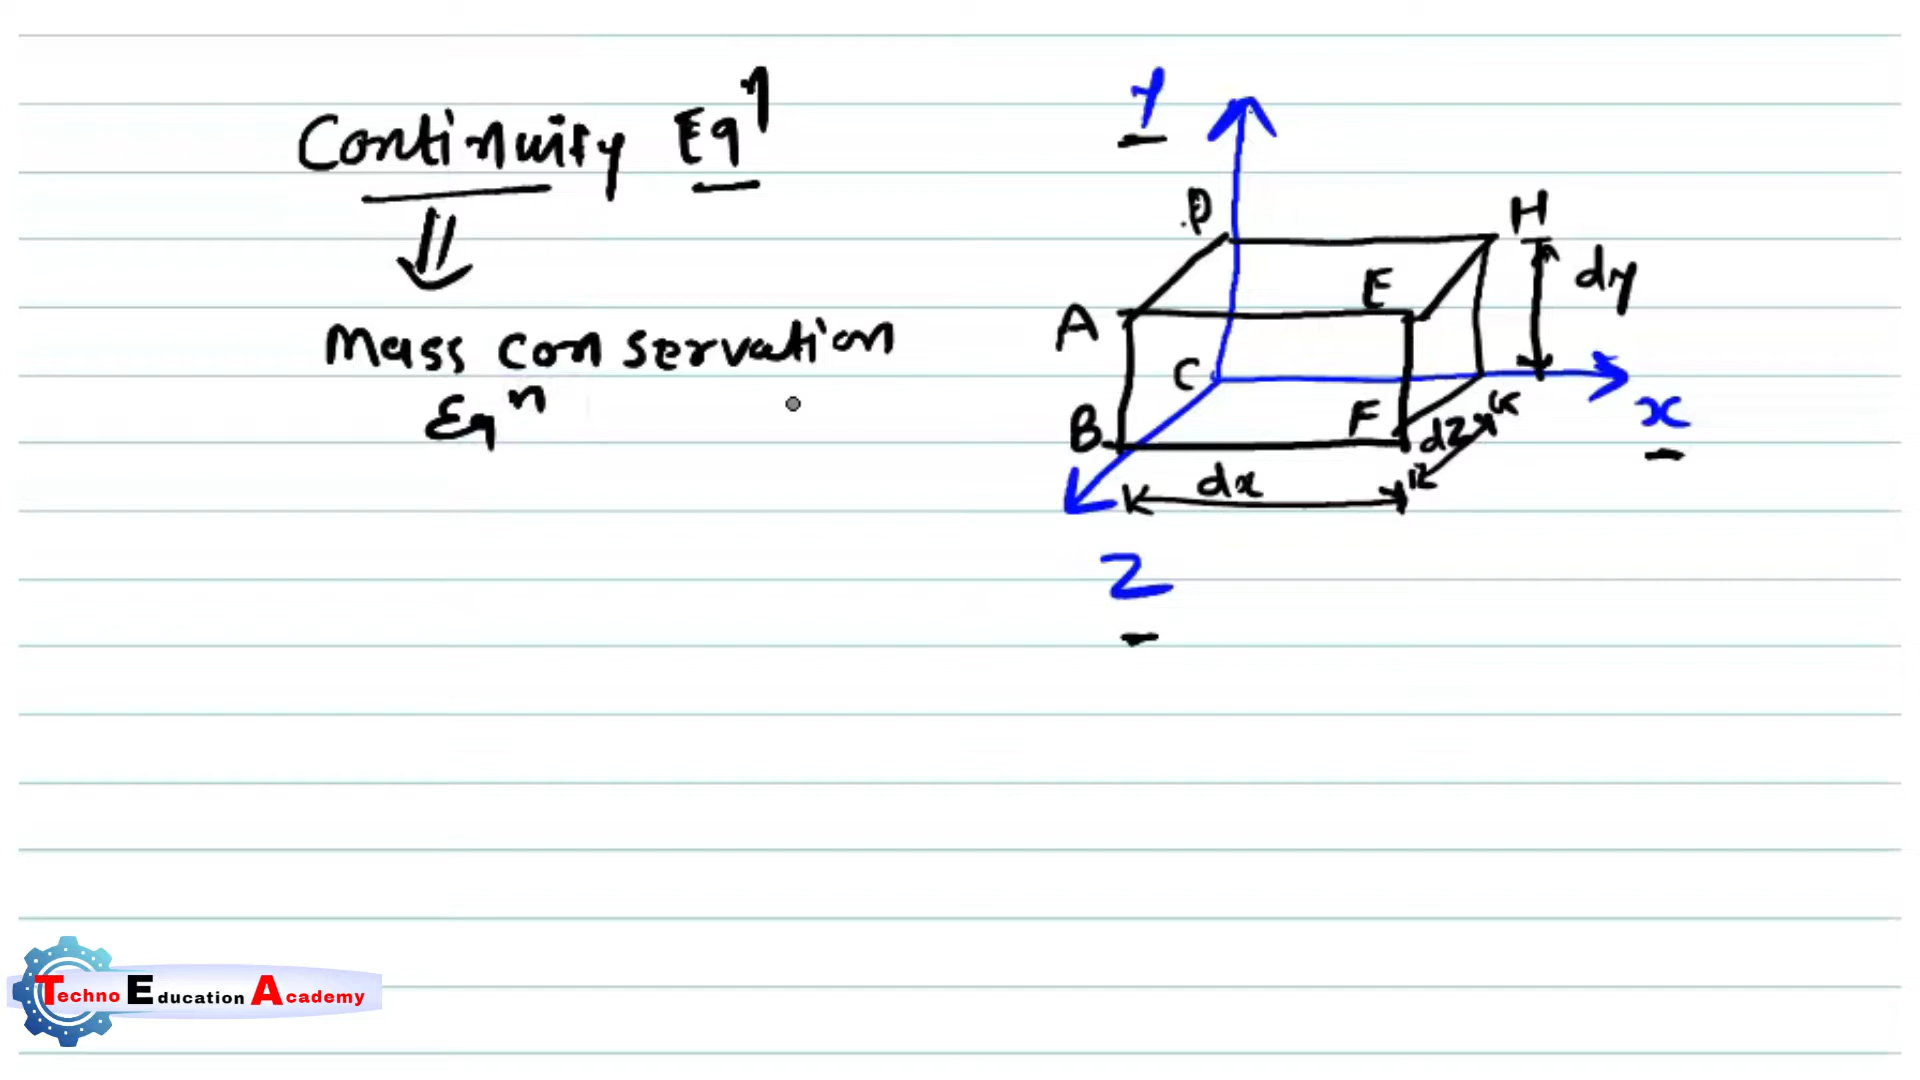 Continuity Eqⁿ
Mass conservation
Eqⁿ
y
D
H
dy
E
A
C
F
B
dz
G
x
dx
z
Techno Education Academy